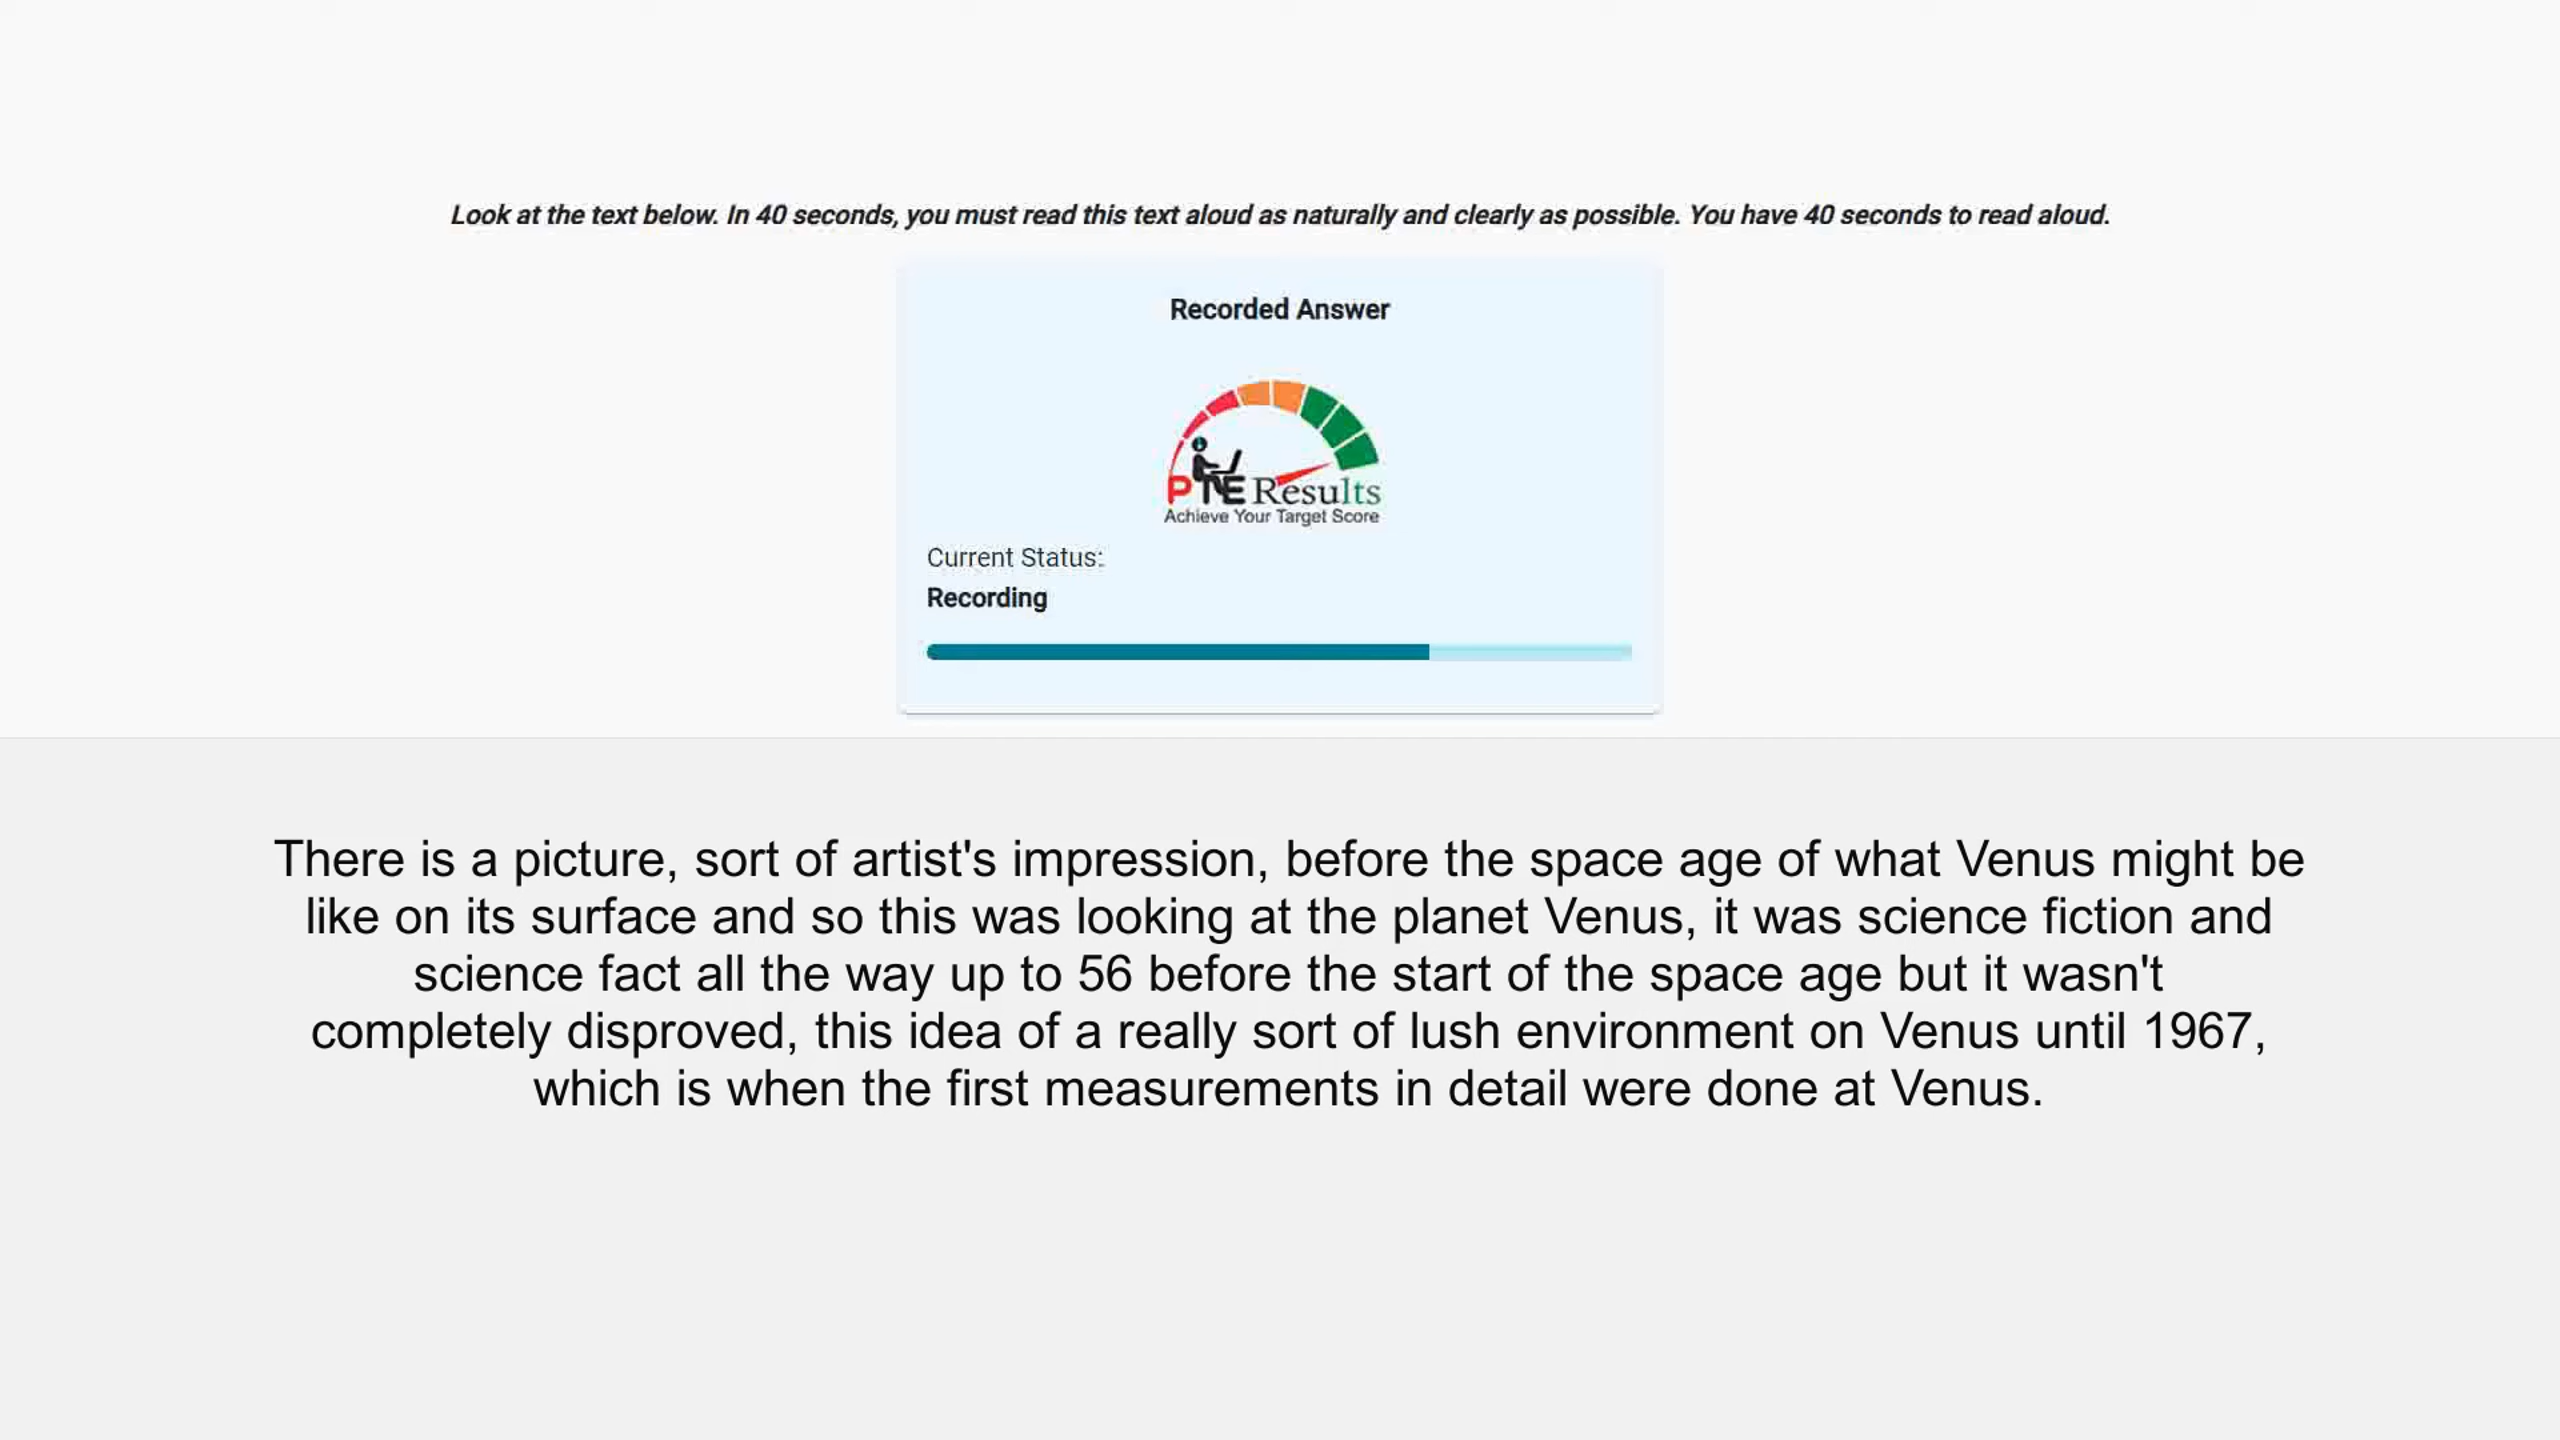 Look at the text below. In 40 seconds, you must read this text aloud as naturally and clearly as possible. You have 40 seconds to read aloud.
Recorded Answer
PTE Results
Achieve Your Target Score
Current Status:
Recording
There is a picture, sort of artist's impression, before the space age of what Venus might be
like on its surface and so this was looking at the planet Venus, it was science fiction and
science fact all the way up to 56 before the start of the space age but it wasn't
completely disproved, this idea of a really sort of lush environment on Venus until 1967,
which is when the first measurements in detail were done at Venus.